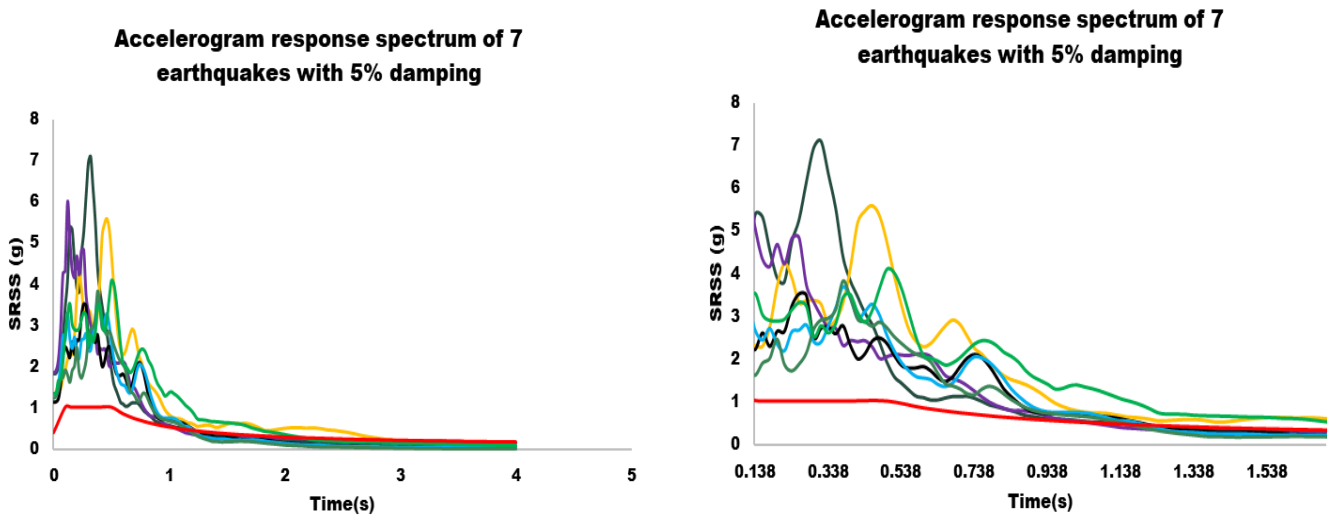 Accelerogram response spectrum of 7
earthquakes with 5% damping
8
7
6
5
4
3
2
1
0
SRSS (g)
0 1 2 3 4 5
Time(s)
Accelerogram response spectrum of 7
earthquakes with 5% damping
8
7
6
5
4
3
2
1
0
SRSS (g)
0.138 0.338 0.538 0.738 0.938 1.138 1.338 1.538
Time(s)